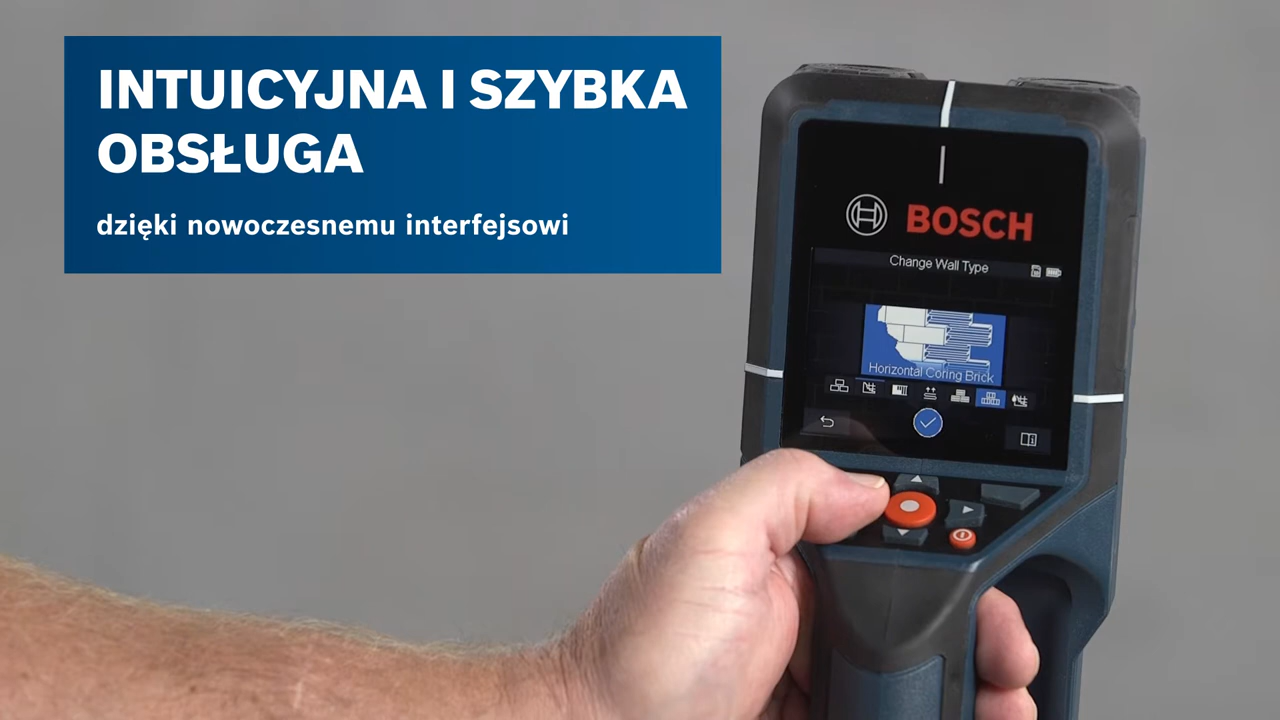 INTUICYJNA I SZYBKA
OBSŁUGA
dzięki nowoczesnemu interfejsowi
BOSCH
Change Wall Type
Horizontal Coring Brick